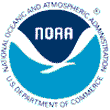 NATIONAL OCEANIC AND ATMOSPHERIC ADMINISTRATION
U.S. DEPARTMENT OF COMMERCE
NOAA